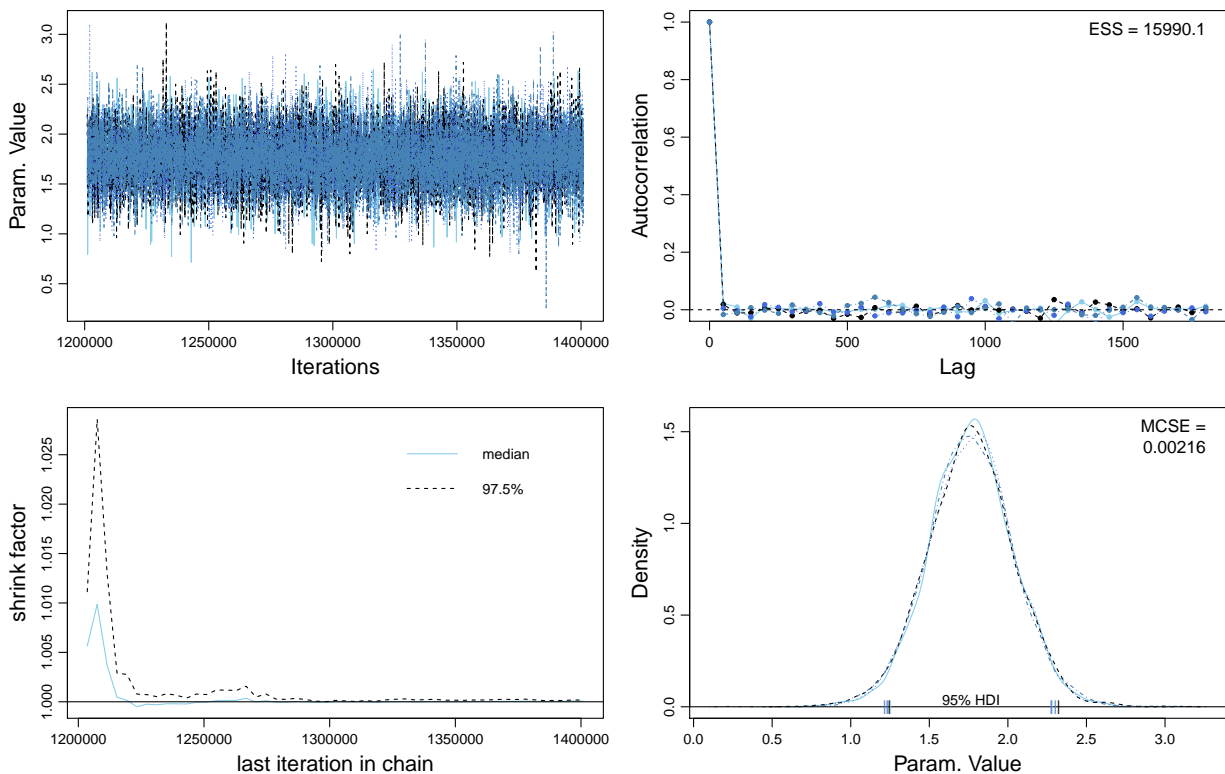 Param. Value
0.5 1.0 1.5 2.0 2.5 3.0
1200000 1250000 1300000 1350000 1400000
Iterations
Autocorrelation
0.0 0.2 0.4 0.6 0.8 1.0
ESS = 15990.1
0 500 1000 1500
Lag
shrink factor
1.000 1.005 1.010 1.015 1.020 1.025
median
97.5%
1200000 1250000 1300000 1350000 1400000
last iteration in chain
Density
0.0 0.5 1.0 1.5
MCSE =
0.00216
95% HDI
0.0 0.5 1.0 1.5 2.0 2.5 3.0
Param. Value